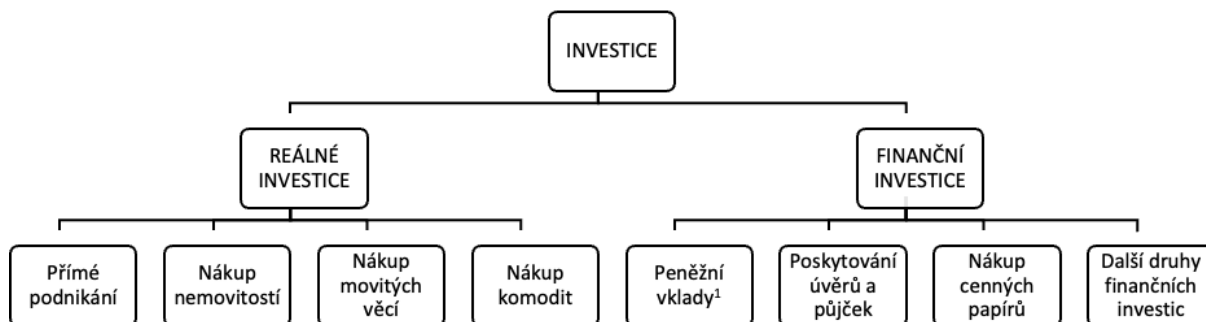 INVESTICE
REÁLNÉ
INVESTICE
FINANČNÍ
INVESTICE
Přímé
podnikání
Nákup
nemovitostí
Nákup
movitých
věcí
Nákup
komodit
Peněžní
vklady¹
Poskytování
úvěrů a
půjček
Nákup
cenných
papírů
Další druhy
finančních
investic